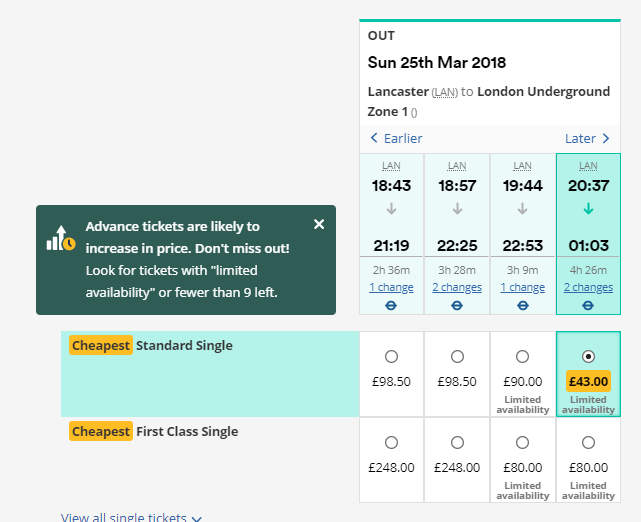 OUT
Sun 25th Mar 2018
Lancaster (LAN) to London Underground
Zone 1 ()
Earlier Later
LAN LAN LAN LAN
18:43 18:57 19:44 20:37
21:19 22:25 22:53 01:03
2h 36m 3h 28m 3h 9m 4h 26m
1 change 2 changes 1 change 2 changes
Advance tickets are likely to
increase in price. Don't miss out!
Look for tickets with "limited
availability" or fewer than 9 left.
Cheapest Standard Single
£98.50 £98.50 £90.00 £43.00
Limited Limited
availability availability
Cheapest First Class Single
£248.00 £248.00 £80.00 £80.00
Limited Limited
availability availability
View all single tickets